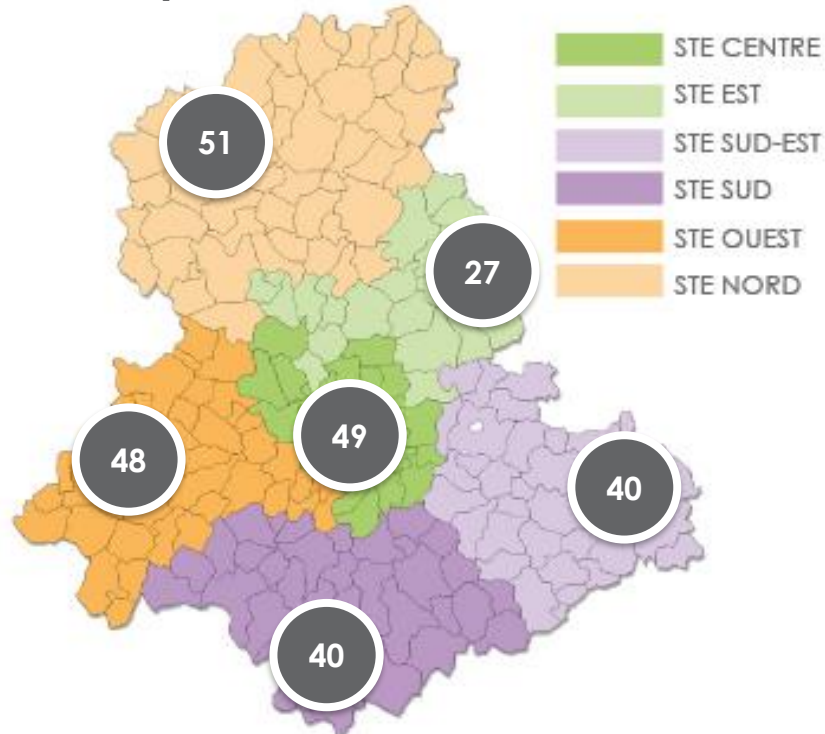 STE CENTRE
STE EST
STE SUD-EST
STE SUD
STE OUEST
STE NORD
51
27
49
48
40
40